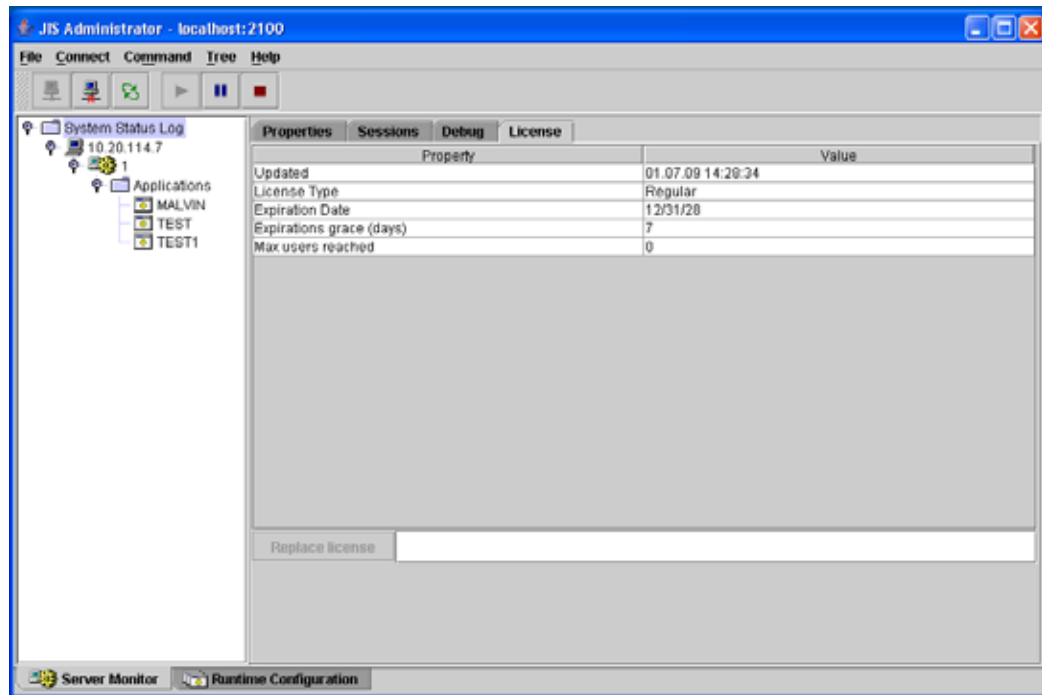 JIS Administrator - localhost:2100
File Connect Command Tree Help
System Status Log
10.20.114.7
1
Applications
MALVIN
TEST
TEST1
Properties Sessions Debug License
Property Value
Updated 01.07.09 14:28:34
License Type Regular
Expiration Date 12/31/28
Expirations grace (days) 7
Max users reached 0
Replace license
Server Monitor Runtime Configuration